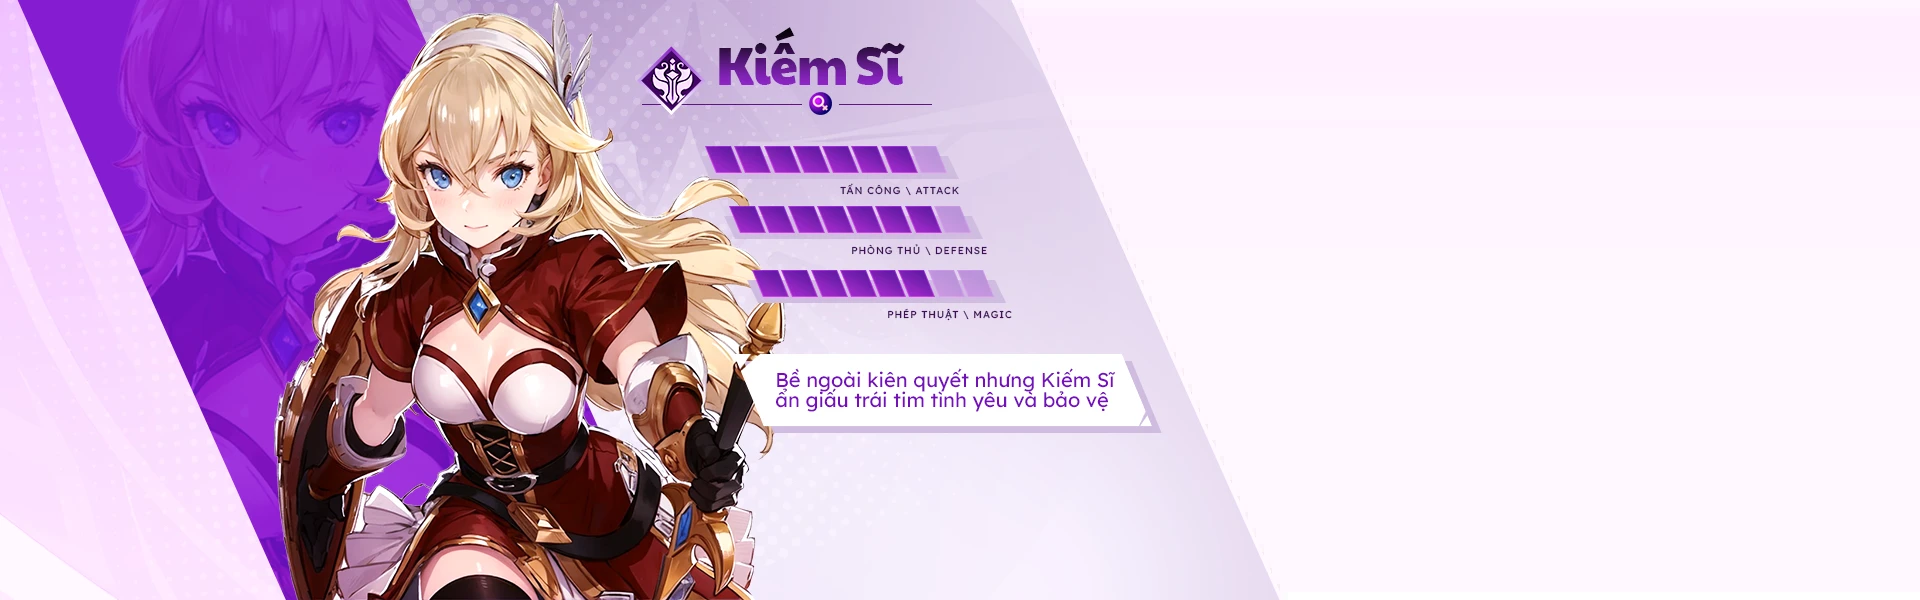 Kiếm Sĩ
TẤN CÔNG \ ATTACK
PHÒNG THỦ \ DEFENSE
PHÉP THUẬT \ MAGIC
Bề ngoài kiên quyết nhưng Kiếm Sĩ
ẩn giấu trái tim tình yêu và bảo vệ